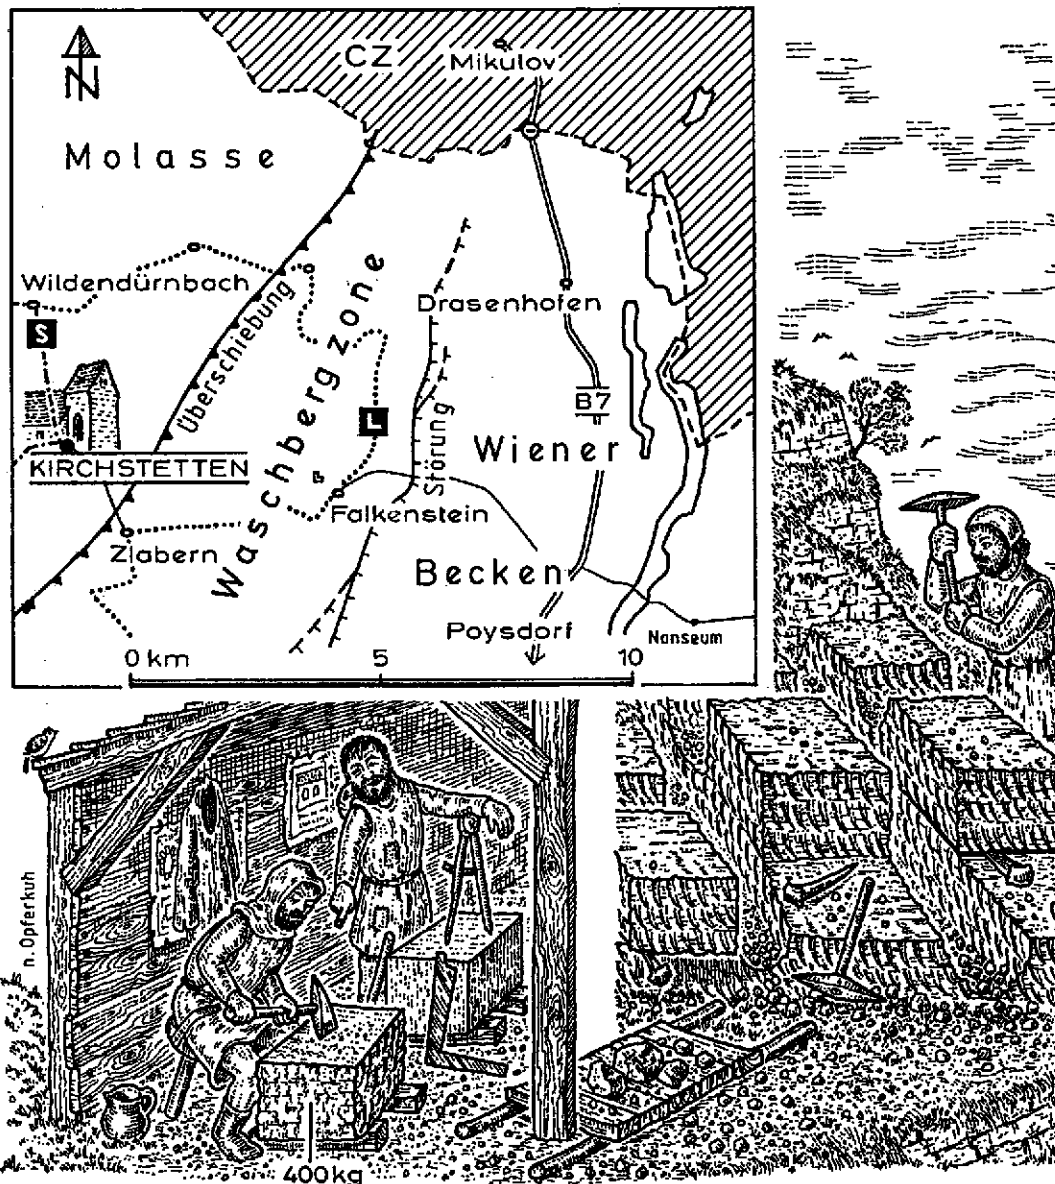 CZ
Mikulov
N
Molasse
Wildendürnbach
S
Überschiebung
Waschbergzone
Drasenhofen
B7
L
Störung
Wiener
KIRCHSTETTEN
Falkenstein
Zlabern
Becken
Poysdorf
Nonseum
0 km
5
10
n. Opferkuh
400kg